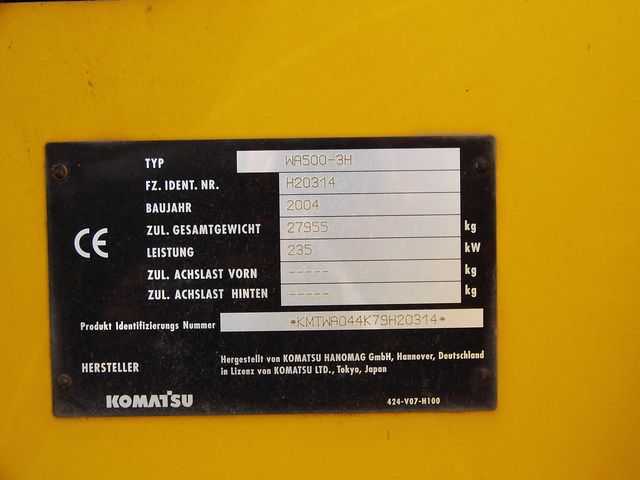 TYP WA500-3H
FZ. IDENT. NR. H20314
BAUJAHR 2004
ZUL. GESAMTGEWICHT 27955 kg
LEISTUNG 235 kW
ZUL. ACHSLAST VORN ----- kg
ZUL. ACHSLAST HINTEN ----- kg
CE
Produkt Identifizierungs Nummer *KMTWA044K79H20314*
HERSTELLER
Hergestellt von KOMATSU HANOMAG GmbH, Hannover, Deutschland
in Lizenz von KOMATSU LTD., Tokyo, Japan
KOMATSU
424-V07-H100